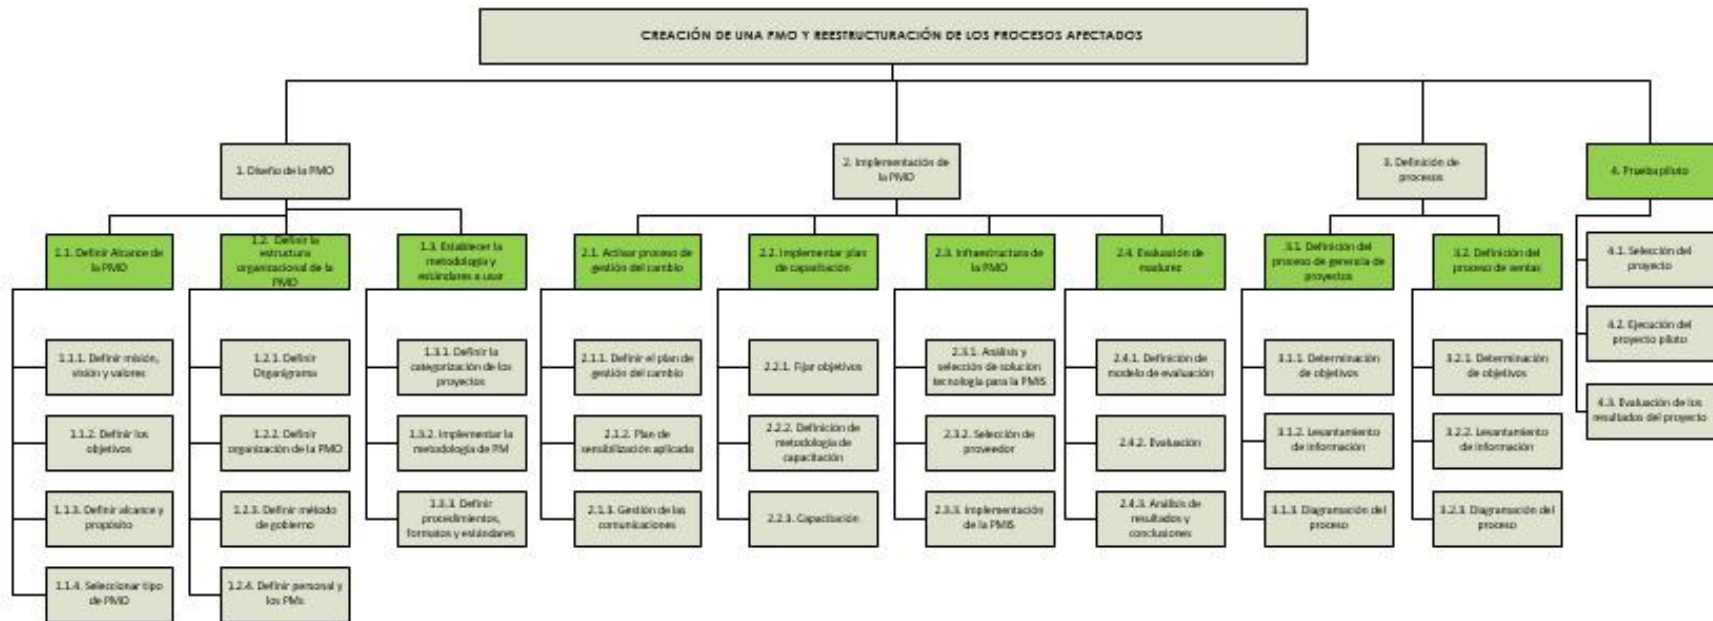 CREACIÓN DE UNA PMO Y REESTRUCTURACIÓN DE LOS PROCESOS AFECTADOS
1. Diseño de la PMO
2. Implementación de
la PMO
3. Definición de
procesos
4. Prueba piloto
1.1. Definir Alcance de
la PMO
1.2. Definir la
estructura
organizacional de la
PMO
1.3. Establecer la
metodología y
estándares a usar
2.1. Activar proceso de
gestión del cambio
2.2. Implementar plan
de capacitación
2.3. Infraestructura de
la PMO
2.4. Evaluación de
madurez
3.1. Definición del
proceso de gerencia de
proyectos
3.2. Definición del
proceso de ventas
4.1. Selección del
proyecto
4.2. Ejecución del
proyecto piloto
4.3. Evaluación de los
resultados del proyecto
1.1.1. Definir misión,
visión y valores
1.2.1. Definir
Organigrama
1.3.1. Definir la
categorización de los
proyectos
2.1.1. Definir el plan de
gestión del cambio
2.2.1. Fijar objetivos
2.3.1. Análisis y
selección de solución
tecnología para la PMIS
2.4.1. Definición de
modelo de evaluación
3.1.1. Determinación
de objetivos
3.2.1. Determinación
de objetivos
1.1.2. Definir los
objetivos
1.2.2. Definir
organización de la PMO
1.3.2. Implementar la
metodología de PM
2.1.2. Plan de
sensibilización aplicada
2.2.2. Definición de
metodología de
capacitación
2.3.2. Selección de
proveedor
2.4.2. Evaluación
3.1.2. Levantamiento
de información
3.2.2. Levantamiento
de información
1.1.3. Definir alcance y
propósito
1.2.3. Definir método
de gobierno
1.3.3. Definir
procedimientos,
formatos y estándares
2.1.3. Gestión de las
comunicaciones
2.2.3. Capacitación
2.3.3. Implementación
de la PMIS
2.4.3. Análisis de
resultados y
conclusiones
3.1.3. Diagramación del
proceso
3.2.3. Diagramación del
proceso
1.1.4. Seleccionar tipo
de PMO
1.2.4. Definir personal y
los PMs